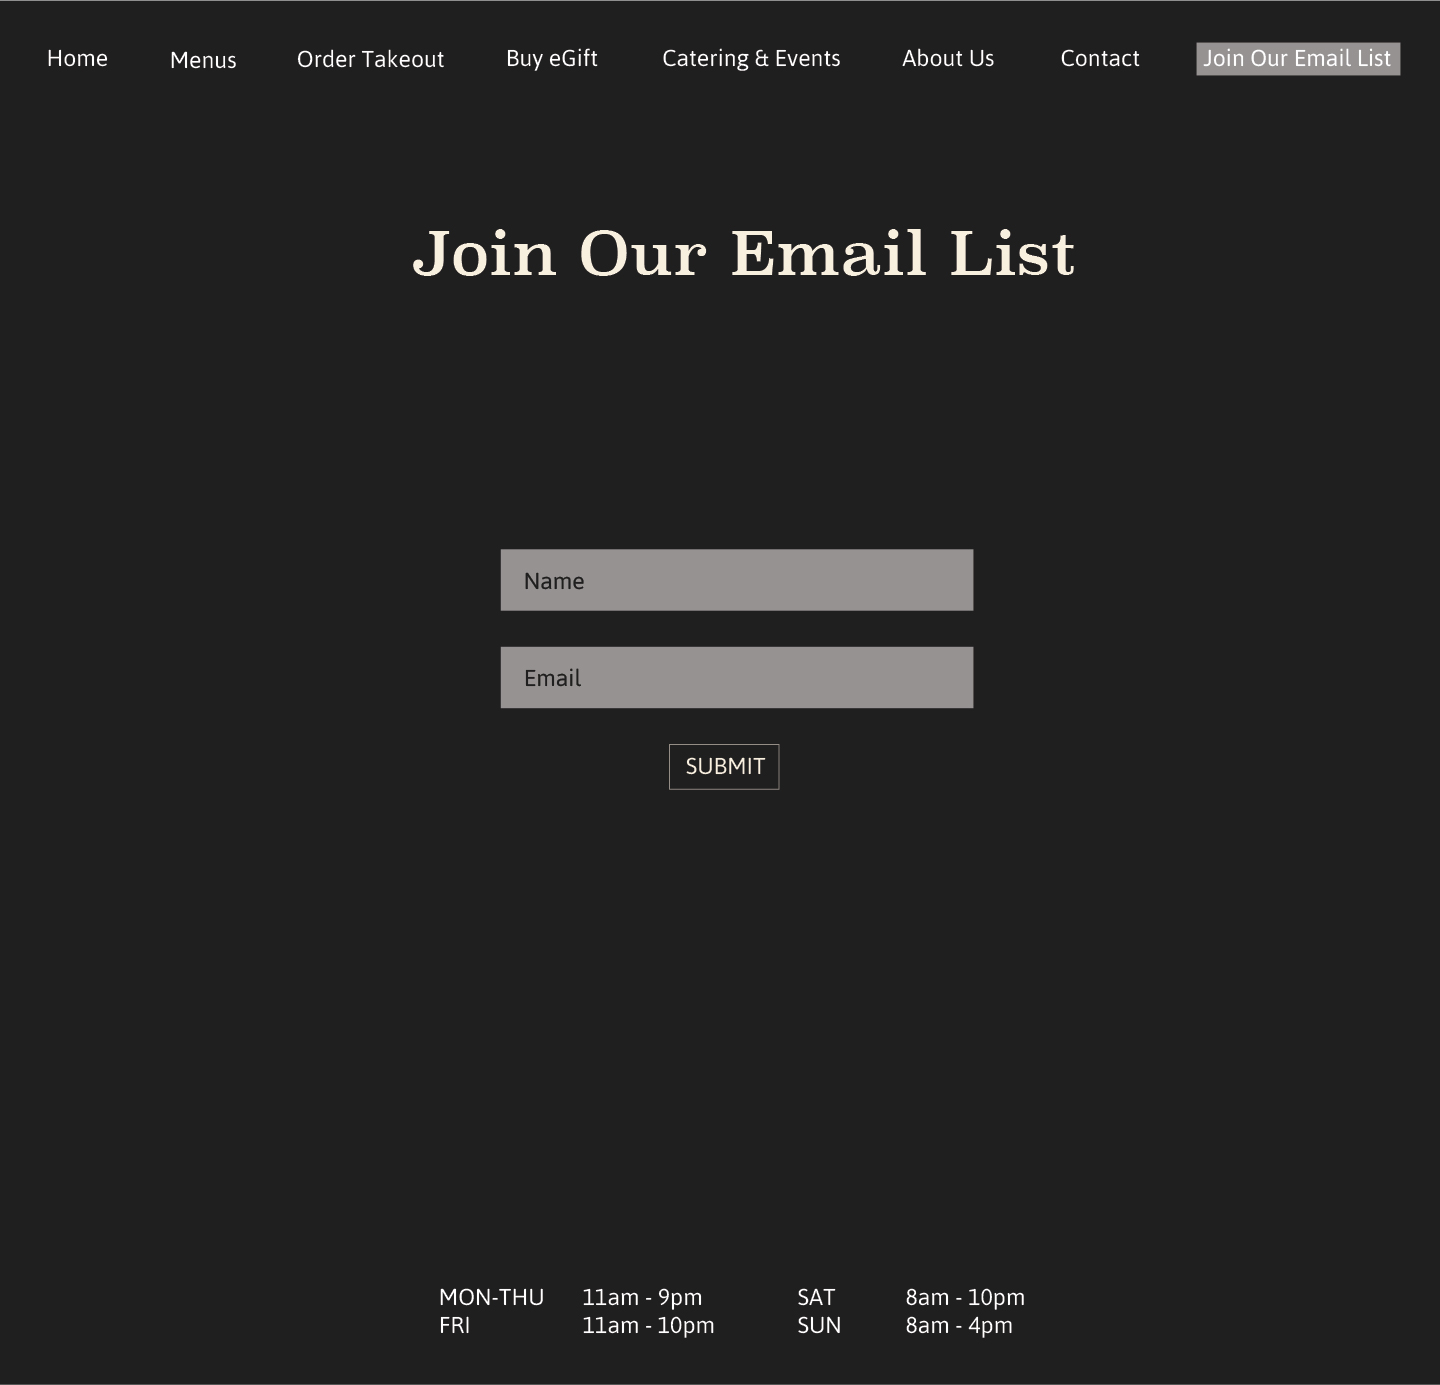 Home Menus Order Takeout Buy eGift Catering & Events About Us Contact Join Our Email List
Join Our Email List
Name
Email
SUBMIT
MON-THU 11am - 9pm SAT 8am - 10pm
FRI 11am - 10pm SUN 8am - 4pm